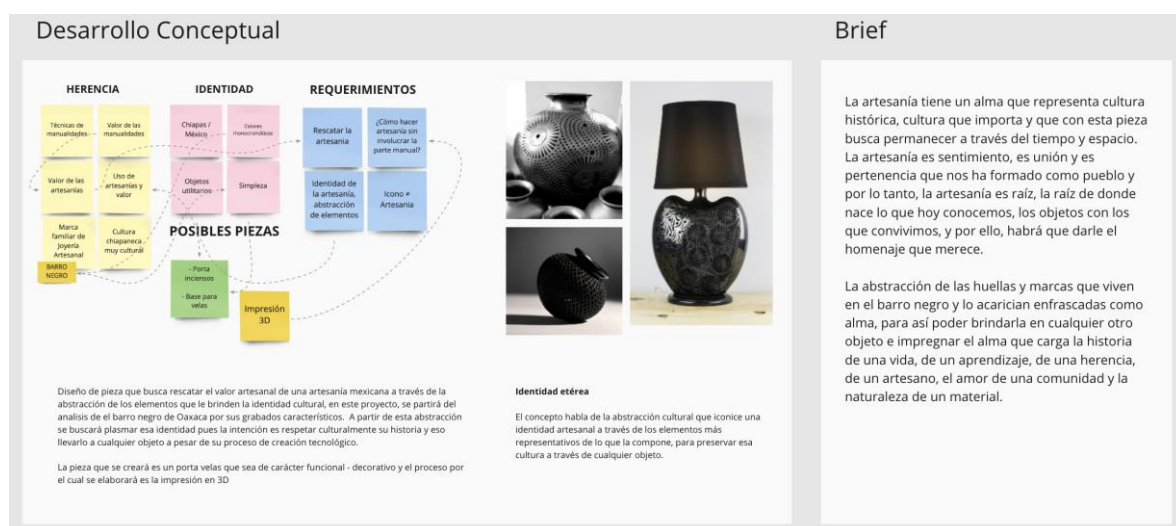 Desarrollo Conceptual
HERENCIA
Técnicas de
manualidades
Valor de las
manualidades
Valor de las
artesanías
Uso de
artesanías y
valor
Marca
familiar de
Joyería
Artesanal
Cultura
chiapaneca
muy cultural
BARRO
NEGRO
IDENTIDAD
Chiapas /
México
Colores
monocromáticos
Objetos
utilitarios
Simpleza
POSIBLES PIEZAS
- Porta
inciensos
- Base para
velas
Impresión
3D
REQUERIMIENTOS
Rescatar la
artesania
¿Cómo hacer
artesanía sin
involucrar la
parte manual?
Identidad de
la artesanía,
abstracción
de elementos
Icono ≠
Artesania
Diseño de pieza que busca rescatar el valor artesanal de una artesanía mexicana a través de la
abstracción de los elementos que le brinden la identidad cultural, en este proyecto, se partirá del
analisis de el barro negro de Oaxaca por sus grabados característicos. A partir de esta abstracción
se buscará plasmar esa identidad pues la intención es respetar culturalmente su historia y eso
llevarlo a cualquier objeto a pesar de su proceso de creación tecnológico.
La pieza que se creará es un porta velas que sea de carácter funcional - decorativo y el proceso por
el cual se elaborará es la impresión en 3D
Identidad etérea
El concepto habla de la abstracción cultural que iconice una
identidad artesanal a través de los elementos más
representativos de lo que la compone, para preservar esa
cultura a través de cualquier objeto.
Brief
La artesanía tiene un alma que representa cultura
histórica, cultura que importa y que con esta pieza
busca permanecer a través del tiempo y espacio.
La artesanía es sentimiento, es unión y es
pertenencia que nos ha formado como pueblo y
por lo tanto, la artesanía es raíz, la raíz de donde
nace lo que hoy conocemos, los objetos con los
que convivimos, y por ello, habrá que darle el
homenaje que merece.
La abstracción de las huellas y marcas que viven
en el barro negro y lo acarician enfrascadas como
alma, para así poder brindarla en cualquier otro
objeto e impregnar el alma que carga la historia
de una vida, de un aprendizaje, de una herencia,
de un artesano, el amor de una comunidad y la
naturaleza de un material.